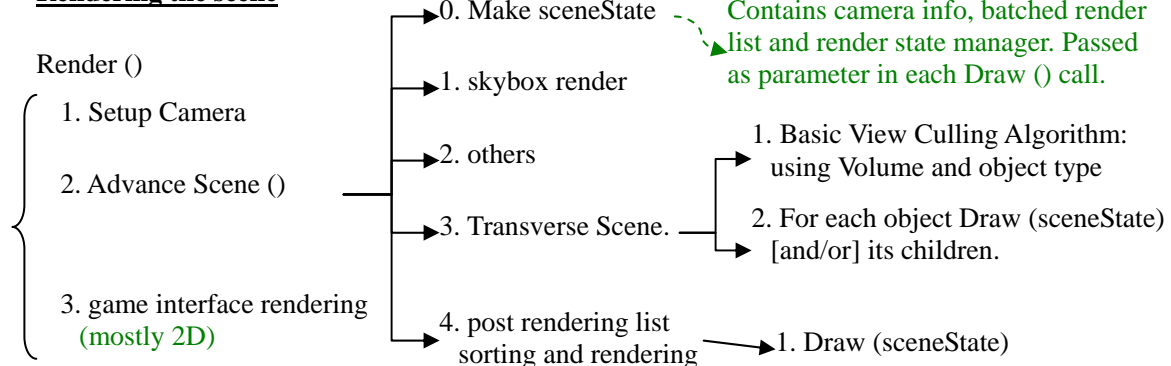 Rendering the scene
Render ()
1. Setup Camera
2. Advance Scene ()
3. game interface rendering
(mostly 2D)
0. Make sceneState
1. skybox render
2. others
3. Transverse Scene.
4. post rendering list
sorting and rendering
Contains camera info, batched render
list and render state manager. Passed
as parameter in each Draw () call.
1. Basic View Culling Algorithm:
using Volume and object type
2. For each object Draw (sceneState)
[and/or] its children.
1. Draw (sceneState)